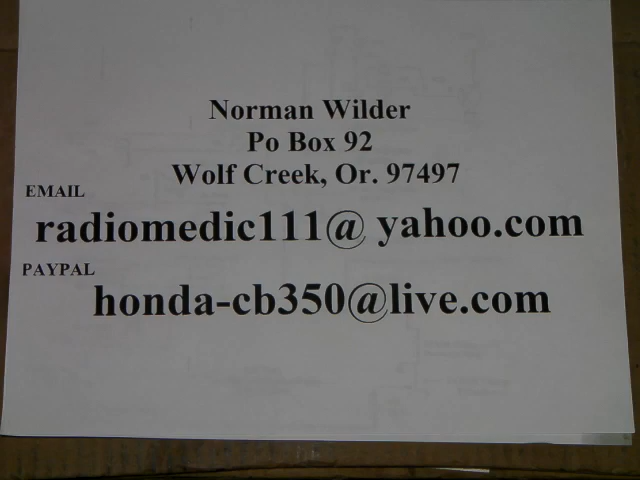 Norman Wilder
Po Box 92
Wolf Creek, Or. 97497
EMAIL
radiomedic111@ yahoo.com
PAYPAL
honda-cb350@live.com